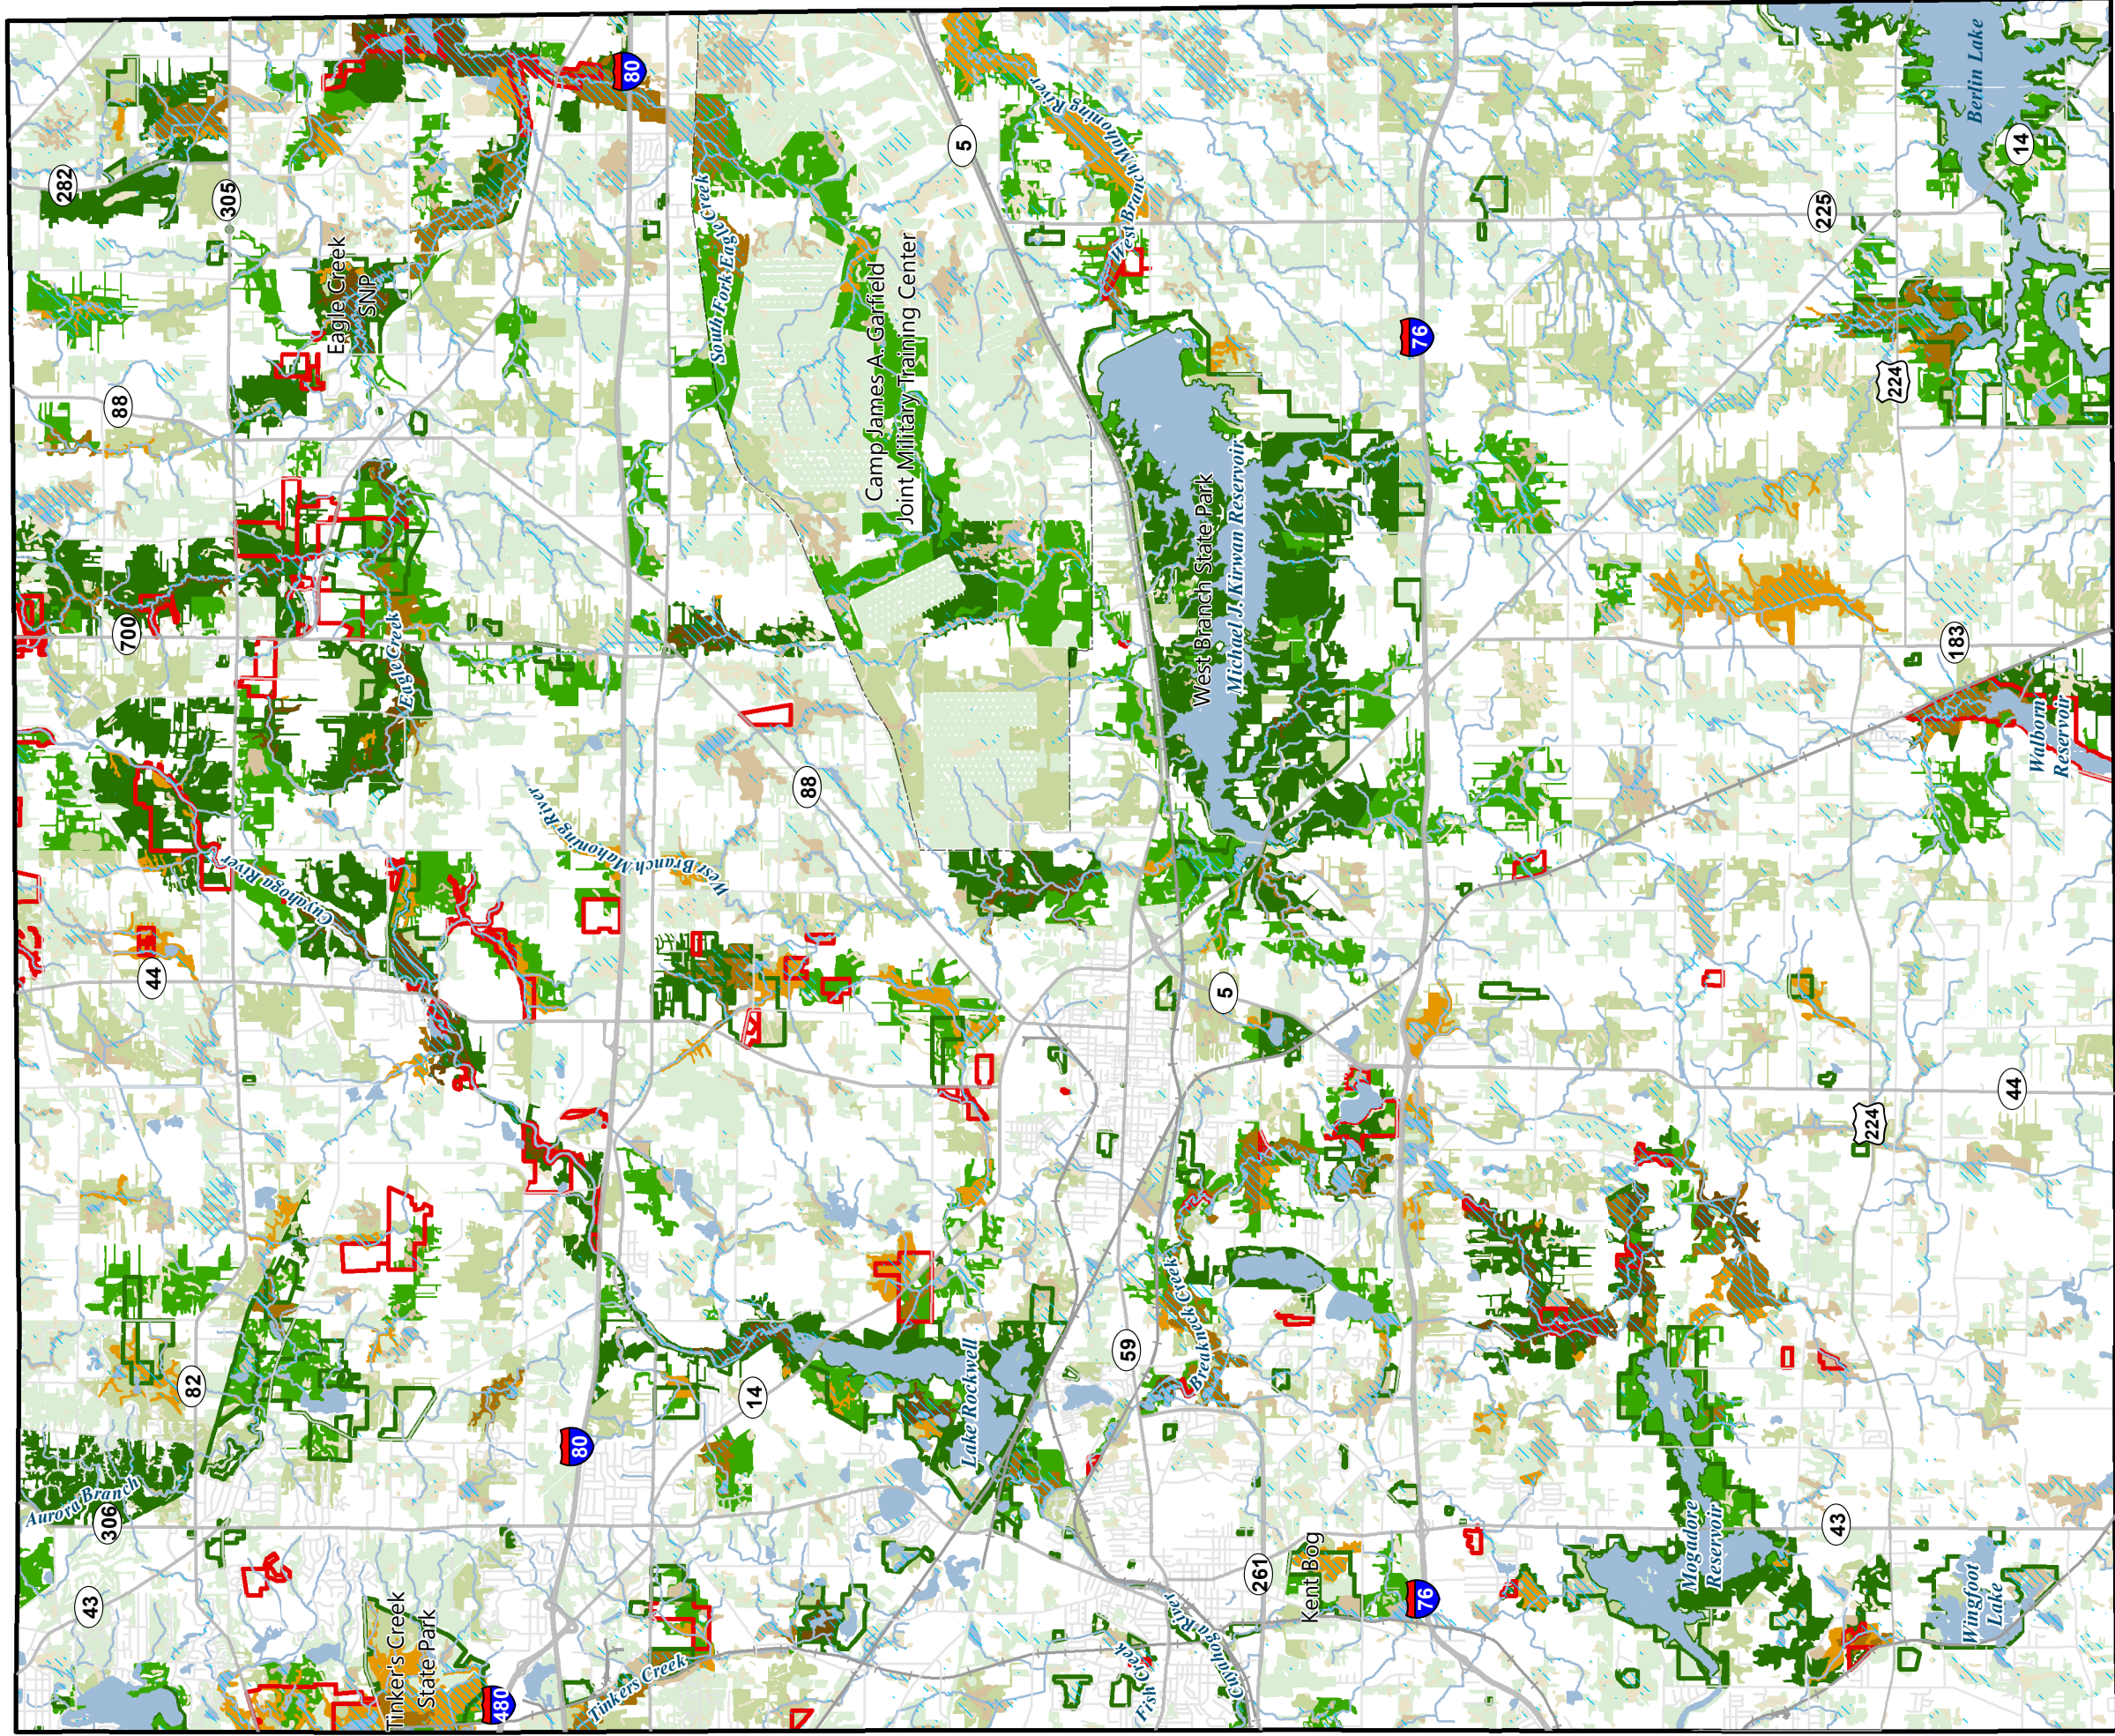 282
305
80
Eagle Creek
SNP
88
South Fork Eagle Creek
Camp James A. Garfield
Joint Military Training Center
5
West Branch Mahoning
River
West Branch State Park
Michael J. Kirwan Reservoir
76
225
Berlin Lake
14
224
183
Walborn
Reservoir
700
Eagle Creek
88
West Branch Mahoning River
Cuyahoga River
44
5
44
224
82
Aurora Branch
306
43
80
14
Lake Rockwell
59
Breakneck Creek
Tinker's Creek
State Park
480
Tinkers Creek
Fish Creek
Cuyahoga River
261
Kent Bog
76
Mogadore
Reservoir
43
Wingfoot
Lake